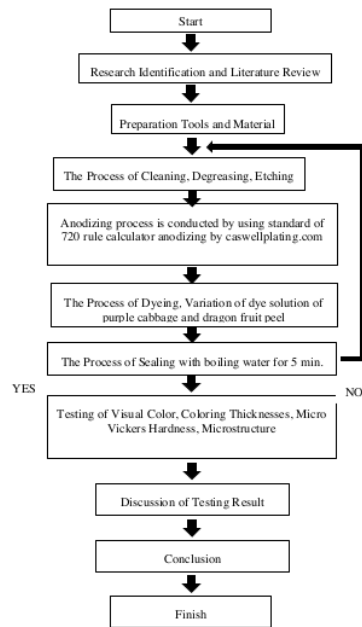 Start
Research Identification and Literature Review
Preparation Tools and Material
The Process of Cleaning, Degreasing, Etching
Anodizing process is conducted by using standard of
720 rule calculator anodizing by caswellplating.com
The Process of Dyeing, Variation of dye solution of
purple cabbage and dragon fruit peel
The Process of Sealing with boiling water for 5 min.
YES
NO
Testing of Visual Color, Coloring Thicknesses, Micro
Vickers Hardness, Microstructure
Discussion of Testing Result
Conclusion
Finish